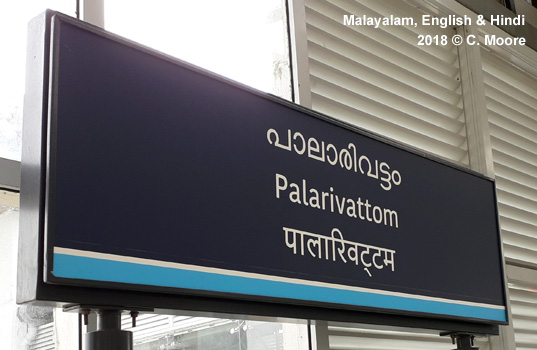 Malayalam, English & Hindi
2018 © C. Moore
പാലാരിവട്ടം
Palarivattom
पालारिवट्टम